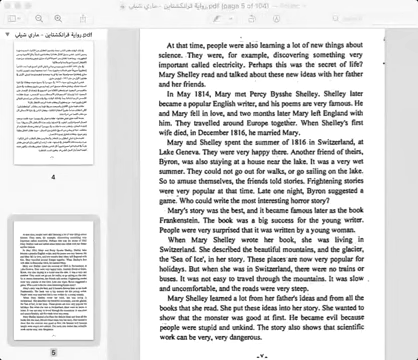 رواية فرانكشتاين - ماري شيلي.pdf (page 5 of 104)
رواية فرانكشتاين - ماري شيلي.pdf
4
5
At that time, people were also learning a lot of new things about
science. They were, for example, discovering something very
important called electricity. Perhaps this was the secret of life?
Mary Shelley read and talked about these new ideas with her father
and her friends.
In May 1814, Mary met Percy Bysshe Shelley. Shelley later
became a popular English writer, and his poems are very famous. He
and Mary fell in love, and two months later Mary left England with
him. They travelled around Europe together. When Shelley's first
wife died, in December 1816, he married Mary.
Mary and Shelley spent the summer of 1816 in Switzerland, at
Lake Geneva. They were very happy there. Another friend of theirs,
Byron, was also staying at a house near the lake. It was a very wet
summer. They could not go out for walks, or go sailing on the lake.
So to amuse themselves, the friends told stories. Frightening stories
were very popular at that time. Late one night, Byron suggested a
game. Who could write the most interesting horror story?
Mary's story was the best, and it became famous later as the book
Frankenstein. The book was a big success for the young writer.
People were very surprised that it was written by a young woman.
When Mary Shelley wrote her book, she was living in
Switzerland. She described the beautiful mountains, and the glacier,
the 'Sea of Ice', in her story. These places are now very popular for
holidays. But when she was in Switzerland, there were no trains or
buses. It was not easy to travel through the mountains. It was slow
and uncomfortable, and the roads were very steep.
Mary Shelley learned a lot from her father's ideas and from all the
books that she read. She put these ideas into her story. She wanted to
show that the monster was good at first. He became evil because
people were stupid and unkind. The story also shows that scientific
work can be very, very dangerous.